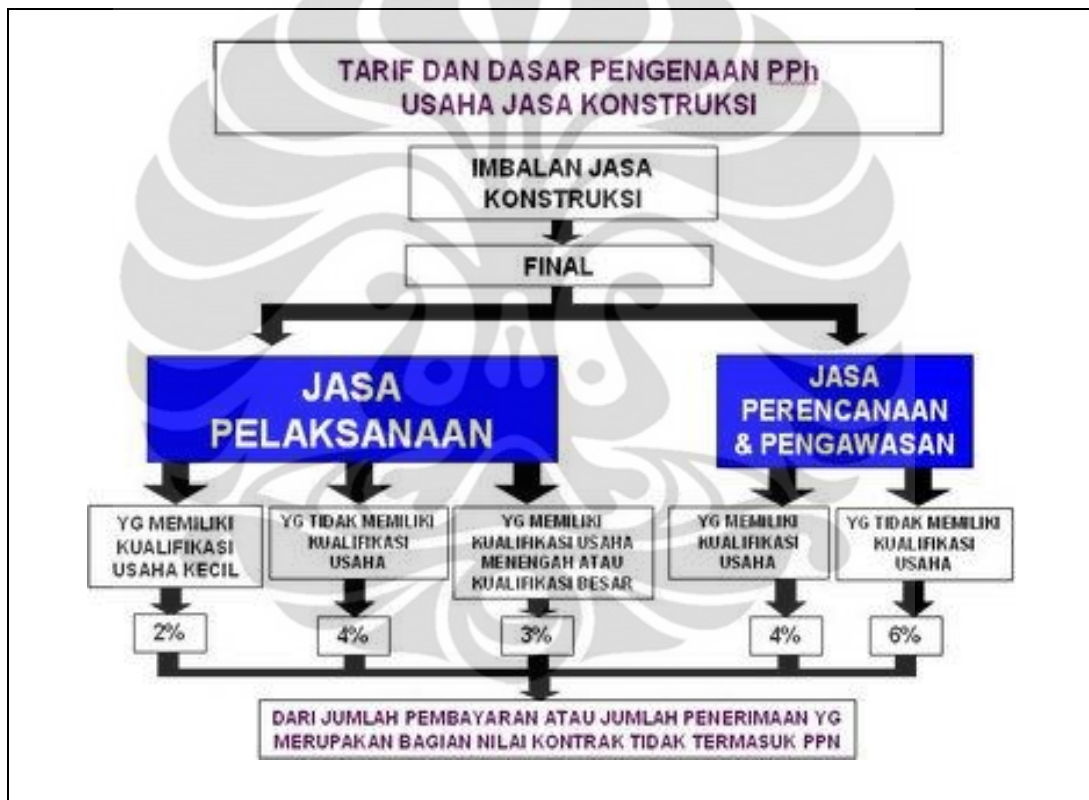 TARIF DAN DASAR PENGENAAN PPh
USAHA JASA KONSTRUKSI
IMBALAN JASA
KONSTRUKSI
FINAL
JASA
PELAKSANAAN
JASA
PERENCANAAN
& PENGAWASAN
YG MEMILIKI
KUALIFIKASI
USAHA KECIL
YG TIDAK MEMILIKI
KUALIFIKASI
USAHA
YG MEMILIKI
KUALIFIKASI USAHA
MENENGAH ATAU
KUALIFIKASI BESAR
YG MEMILIKI
KUALIFIKASI
USAHA
YG TIDAK MEMILIKI
KUALIFIKASI
USAHA
2%
4%
3%
4%
6%
DARI JUMLAH PEMBAYARAN ATAU JUMLAH PENERIMAAN YG
MERUPAKAN BAGIAN NILAI KONTRAK TIDAK TERMASUK PPN